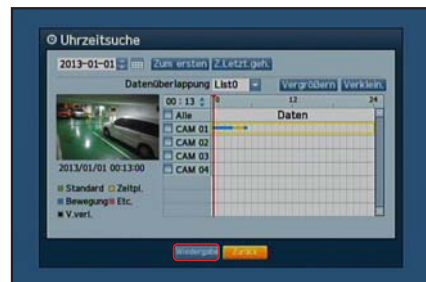 Uhrzeitsuche
2013-01-01 Zum ersten Z.Letzt.geh.
Datenüberlappung List0 Vergrößern Verklein.
00 : 13 0 12 24
Alle Daten
CAM 01
CAM 02
CAM 03
CAM 04
2013/01/01 00:13:00
Standard Zeitpl.
Bewegung Etc.
V.verl.
Wiedergabe Zurück